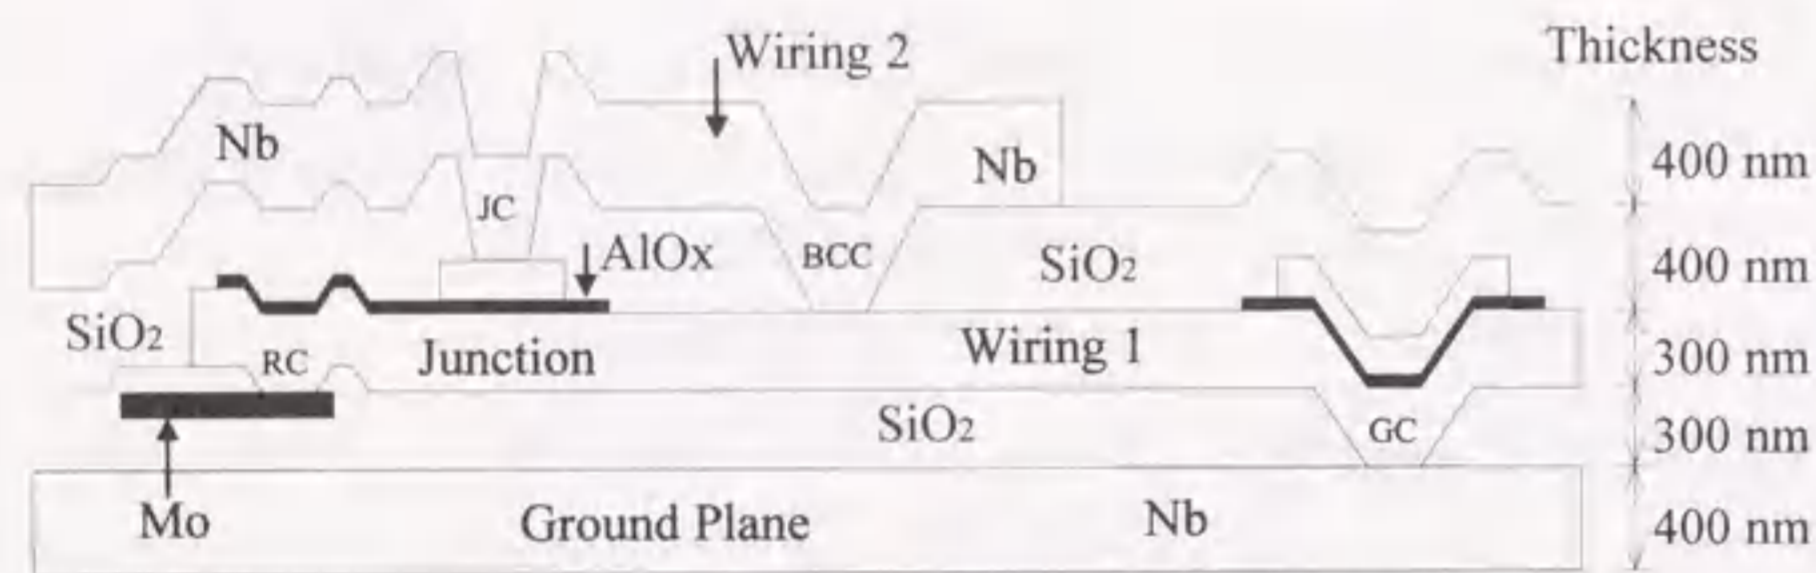 Thickness
Wiring 2
Nb
Nb
400 nm
JC
AlOx
BCC
SiO2
400 nm
SiO2
RC
Junction
Wiring 1
300 nm
SiO2
GC
300 nm
Mo
Ground Plane
Nb
400 nm